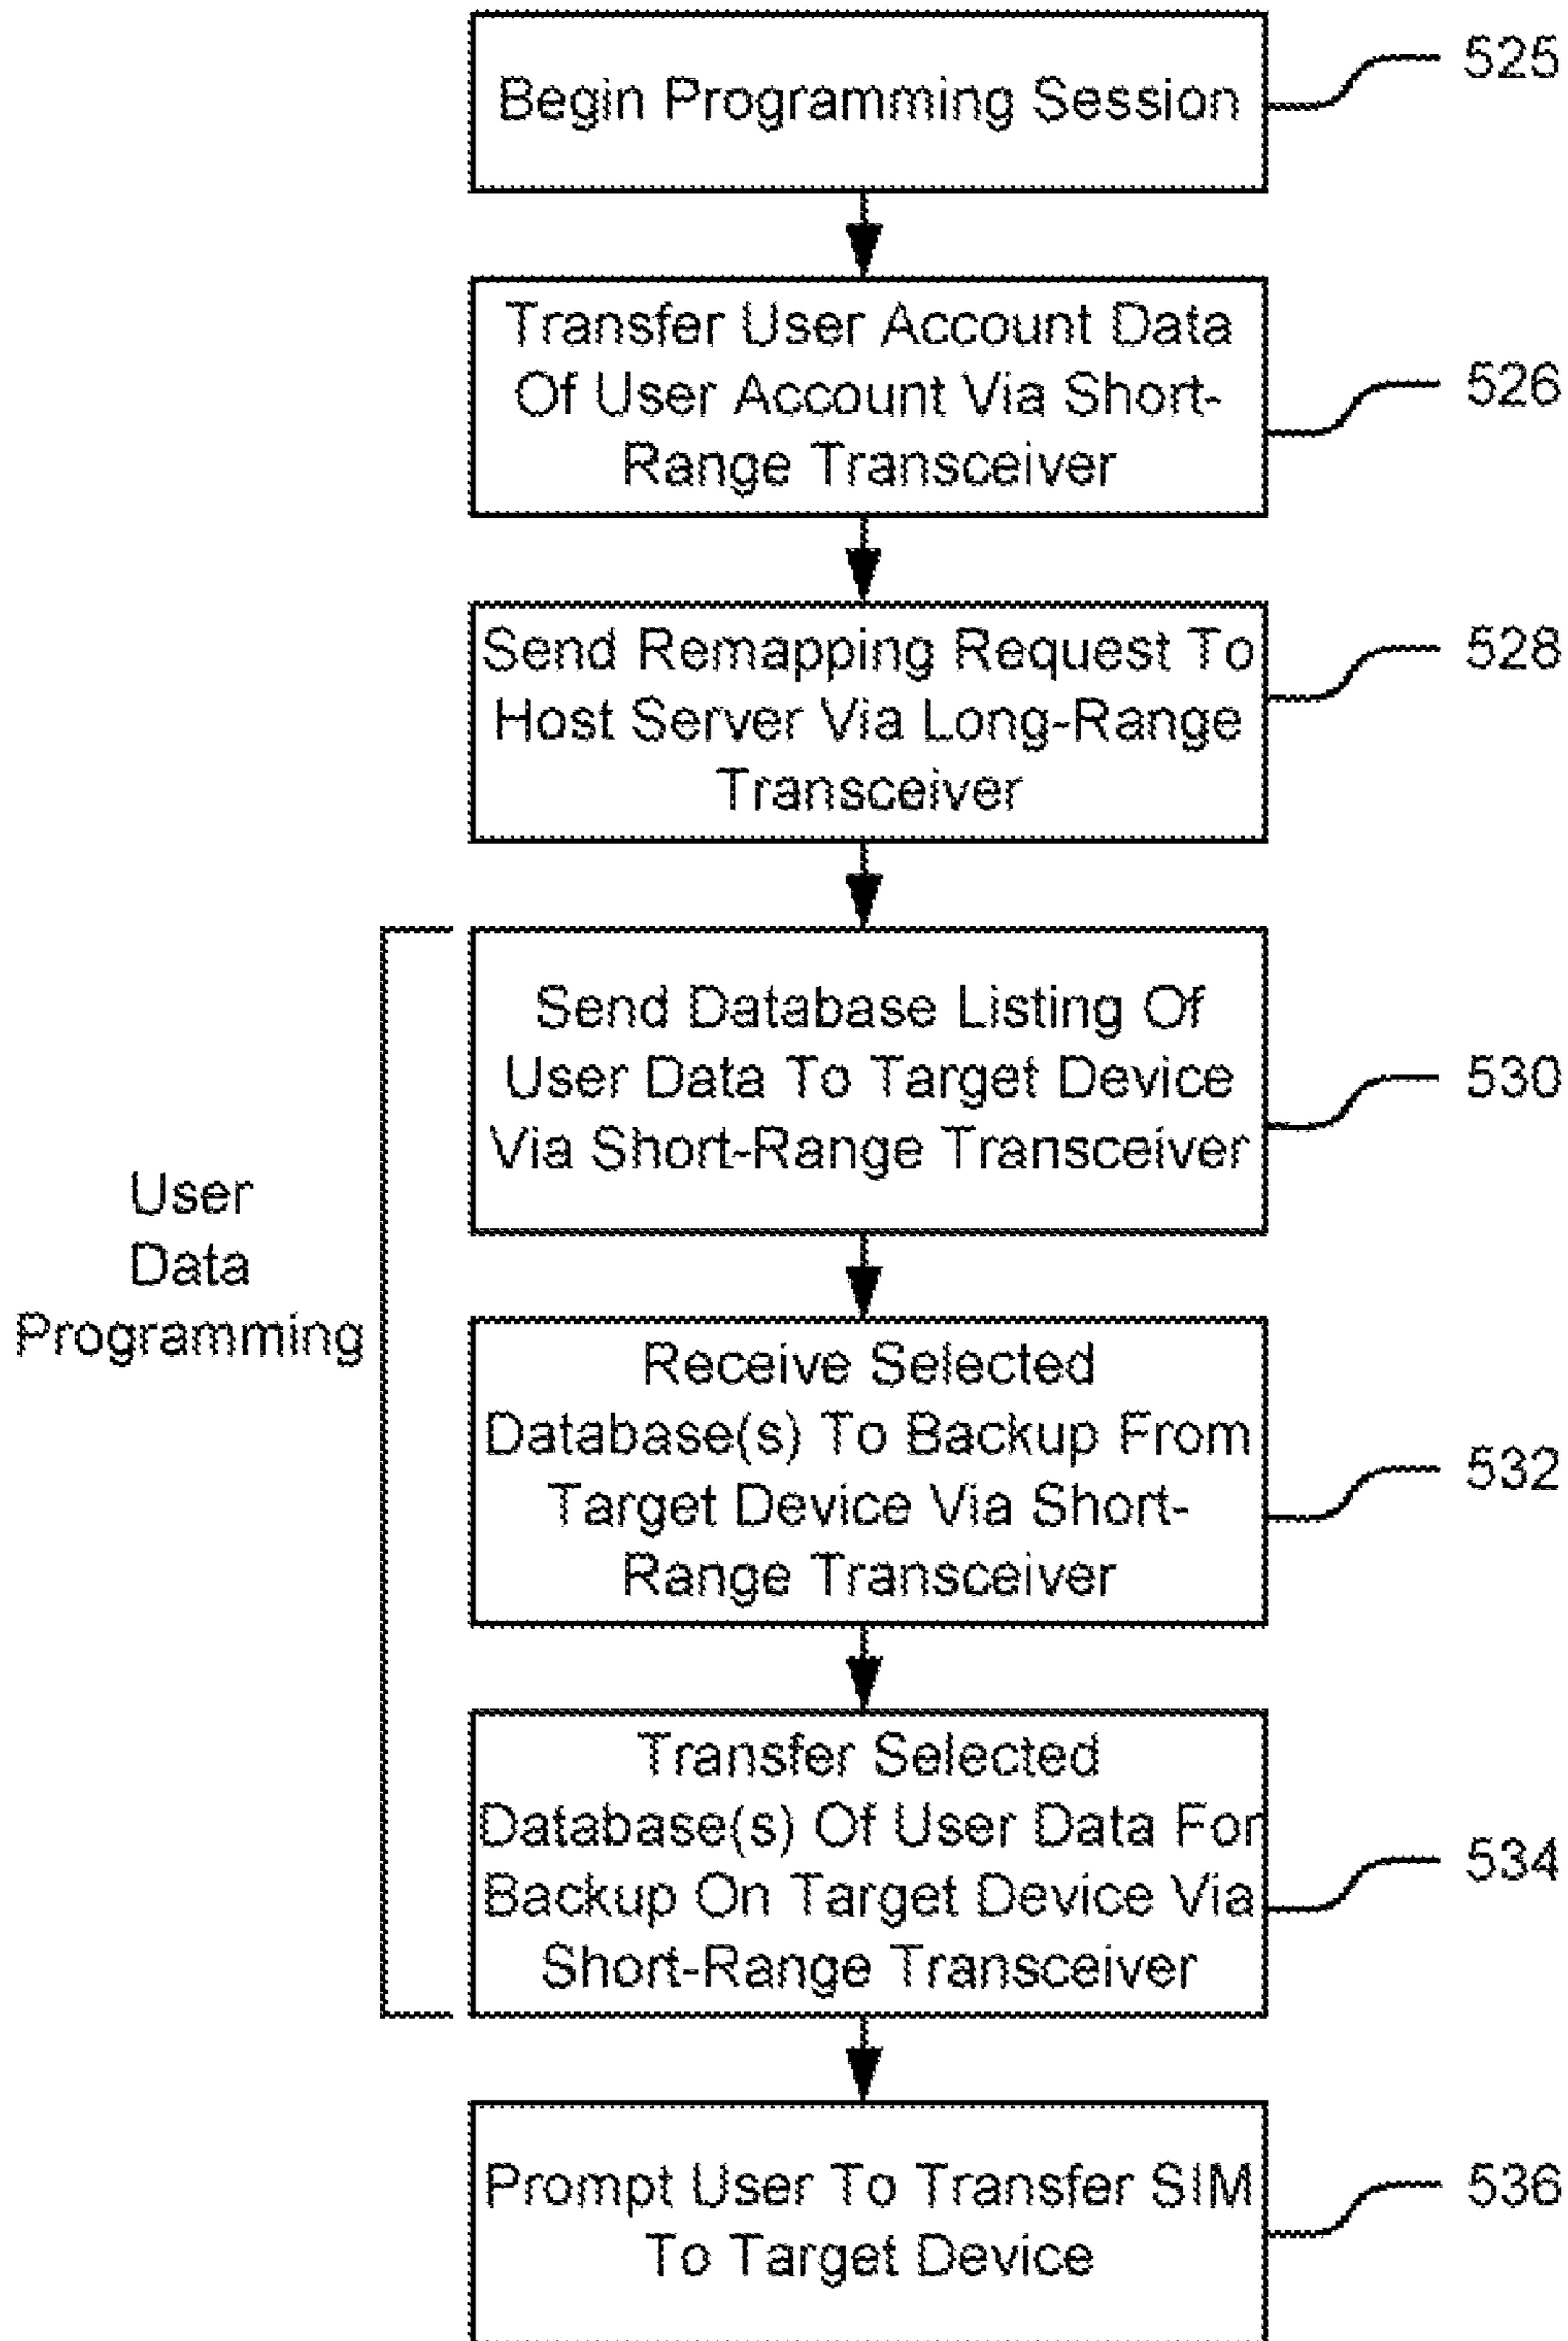 Begin Programming Session
525
Transfer User Account Data
Of User Account Via Short-
Range Transceiver
526
Send Remapping Request To
Host Server Via Long-Range
Transceiver
528
User
Data
Programming
Send Database Listing Of
User Data To Target Device
Via Short-Range Transceiver
530
Receive Selected
Database(s) To Backup From
Target Device Via Short-
Range Transceiver
532
Transfer Selected
Database(s) Of User Data For
Backup On Target Device Via
Short-Range Transceiver
534
Prompt User To Transfer SIM
To Target Device
536